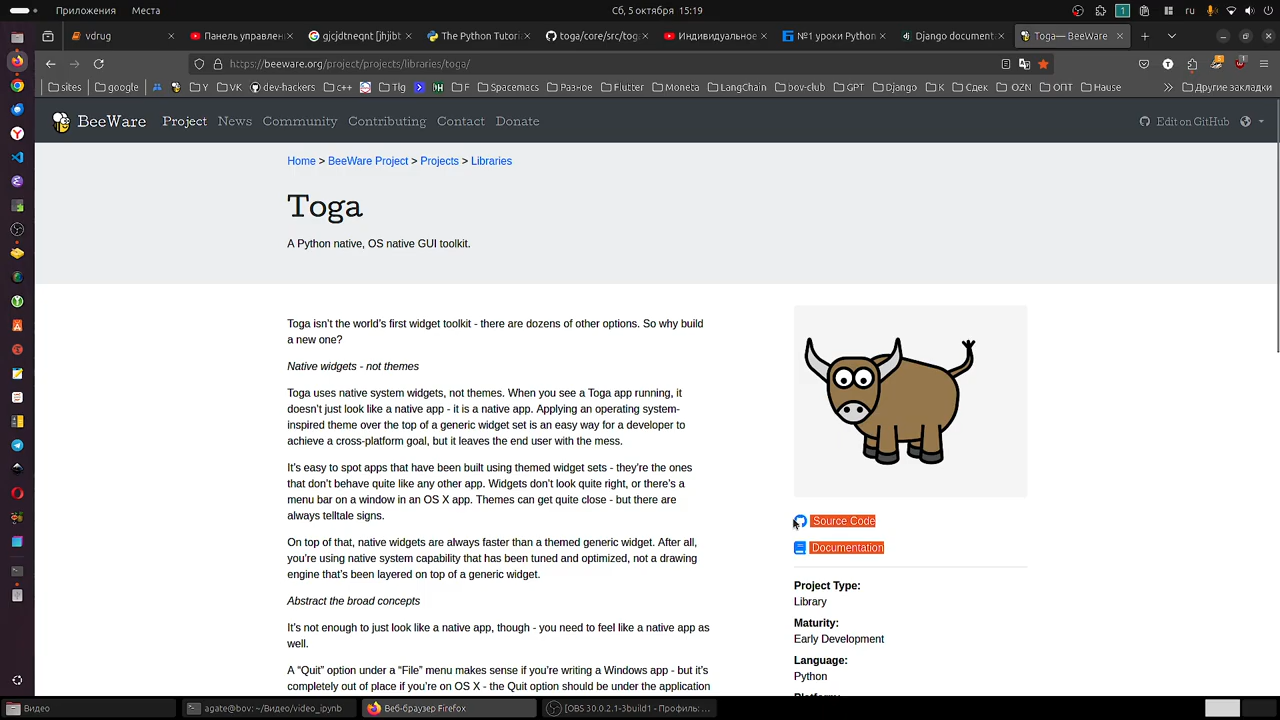 Приложения Места
Сб, 5 октября 15:19
1
ru
vdrug
Панель управлен
gjcjdtneqnt [jhjibt
The Python Tutori
toga/core/src/tog
Индивидуальное
№1 уроки Python
Django document
Toga— BeeWare
https://beeware.org/project/projects/libraries/toga/
sites
google
Y
VK
dev-hackers
c++
Tlg
F
Spacemacs
Разное
Flutter
Moneca
LangChain
bov-club
GPT
Django
K
Сдек
OZON
ОПТ
Hause
Другие закладки
BeeWare
Project
News
Community
Contributing
Contact
Donate
Edit on GitHub
Home > BeeWare Project > Projects > Libraries
Toga
A Python native, OS native GUI toolkit.
Toga isn't the world's first widget toolkit - there are dozens of other options. So why build
a new one?
Native widgets - not themes
Toga uses native system widgets, not themes. When you see a Toga app running, it
doesn't just look like a native app - it is a native app. Applying an operating system-
inspired theme over the top of a generic widget set is an easy way for a developer to
achieve a cross-platform goal, but it leaves the end user with the mess.
It's easy to spot apps that have been built using themed widget sets - they're the ones
that don't behave quite like any other app. Widgets don't look quite right, or there's a
menu bar on a window in an OS X app. Themes can get quite close - but there are
always telltale signs.
On top of that, native widgets are always faster than a themed generic widget. After all,
you're using native system capability that has been tuned and optimized, not a drawing
engine that's been layered on top of a generic widget.
Abstract the broad concepts
It's not enough to just look like a native app, though - you need to feel like a native app as
well.
A “Quit” option under a “File” menu makes sense if you're writing a Windows app - but it's
completely out of place if you're on OS X - the Quit option should be under the application
Source Code
Documentation
Project Type:
Library
Maturity:
Early Development
Language:
Python
Видео
agate@bov: ~/Видео/video_ipynb
Веб-браузер Firefox
[OBS 30.0.2.1-3build1 - Профиль: ...